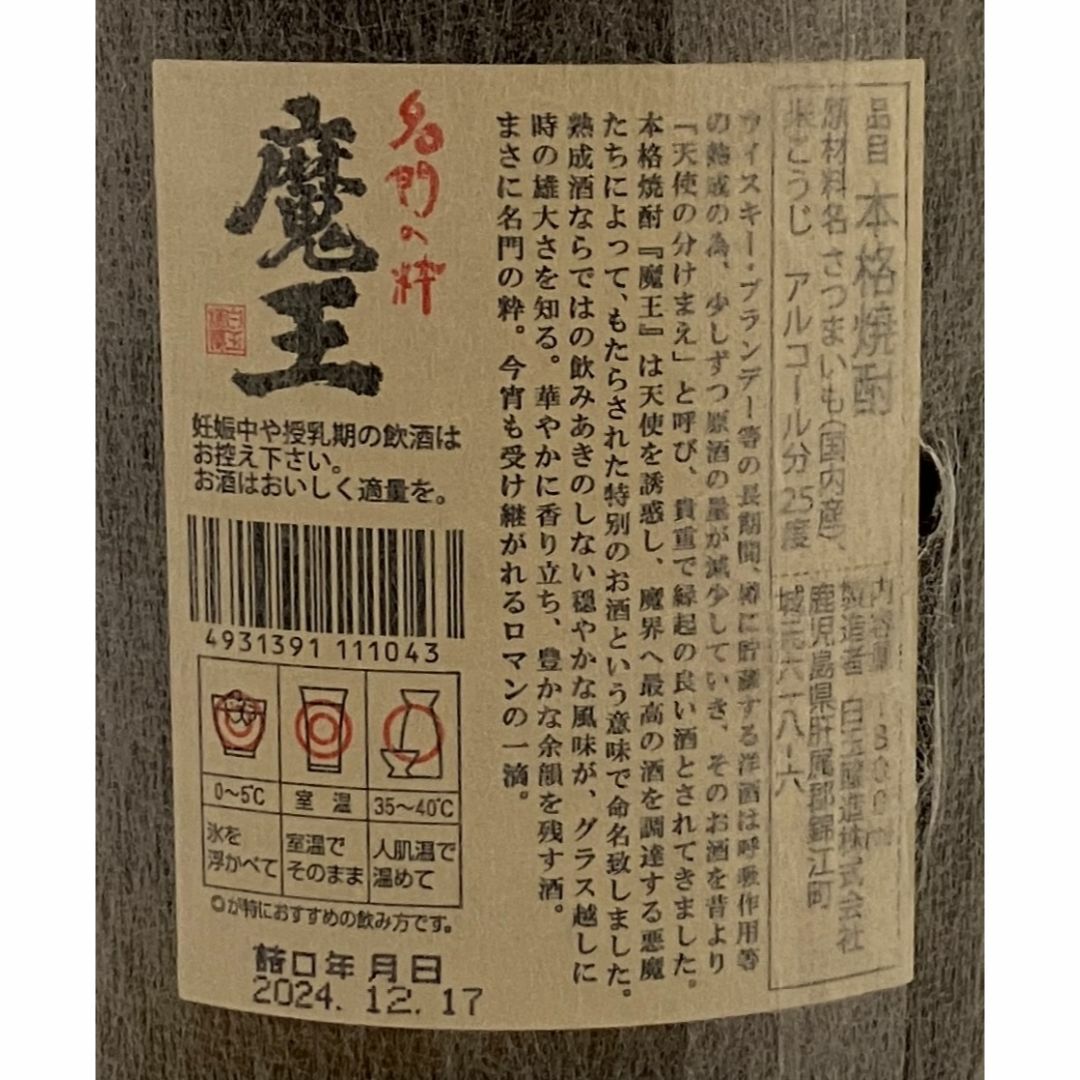 品目 本格焼酎
原材料名 さつまいも(国内産)、
米こうじ アルコール分 25度
内容量 1800ml
製造者 白玉醸造株式会社
鹿児島県肝属郡錦江町
城元六一八-六
ウイスキー・ブランデー等の長期間、樽に貯蔵する洋酒は呼吸作用等
の熟成の為、少しずつ原酒の量が減少していき、そのお酒を昔より
「天使の分けまえ」と呼び、貴重で縁起の良い酒とされてきました。
本格焼酎『魔王』は天使を誘惑し、魔界へ最高の酒を調達する悪魔
たちによって、もたらされた特別のお酒という意味で命名致しました。
熟成酒ならではの飲みあきのしない穏やかな風味が、グラス越しに
時の雄大さを知る。華やかに香り立ち、豊かな余韻を残す酒。
まさに名門の粋。今宵も受け継がれるロマンの一滴。
名門の粋
魔王
妊娠中や授乳期の飲酒は
お控え下さい。
お酒はおいしく適量を。
4931391 111043
0〜5℃ 室温 35〜40℃
氷を
浮かべて
室温で
そのまま
人肌温で
温めて
◎が特におすすめの飲み方です。
詰口年月日
2024. 12. 17